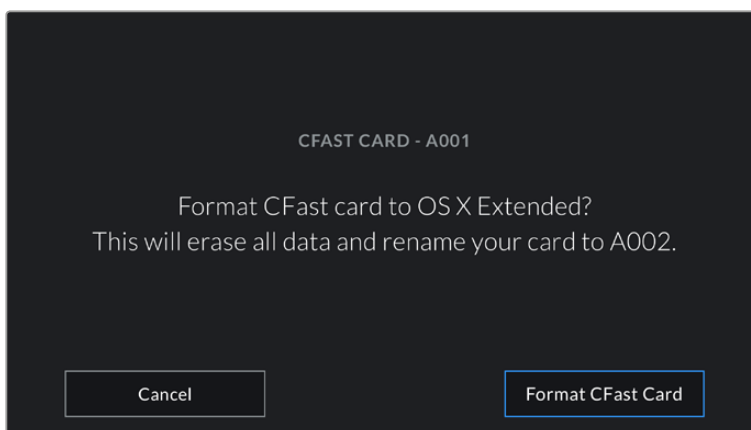 CFAST CARD - A001
Format CFast card to OS X Extended?
This will erase all data and rename your card to A002.
Cancel
Format CFast Card